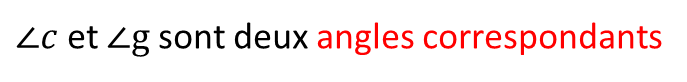 ∠c et ∠g sont deux angles correspondants